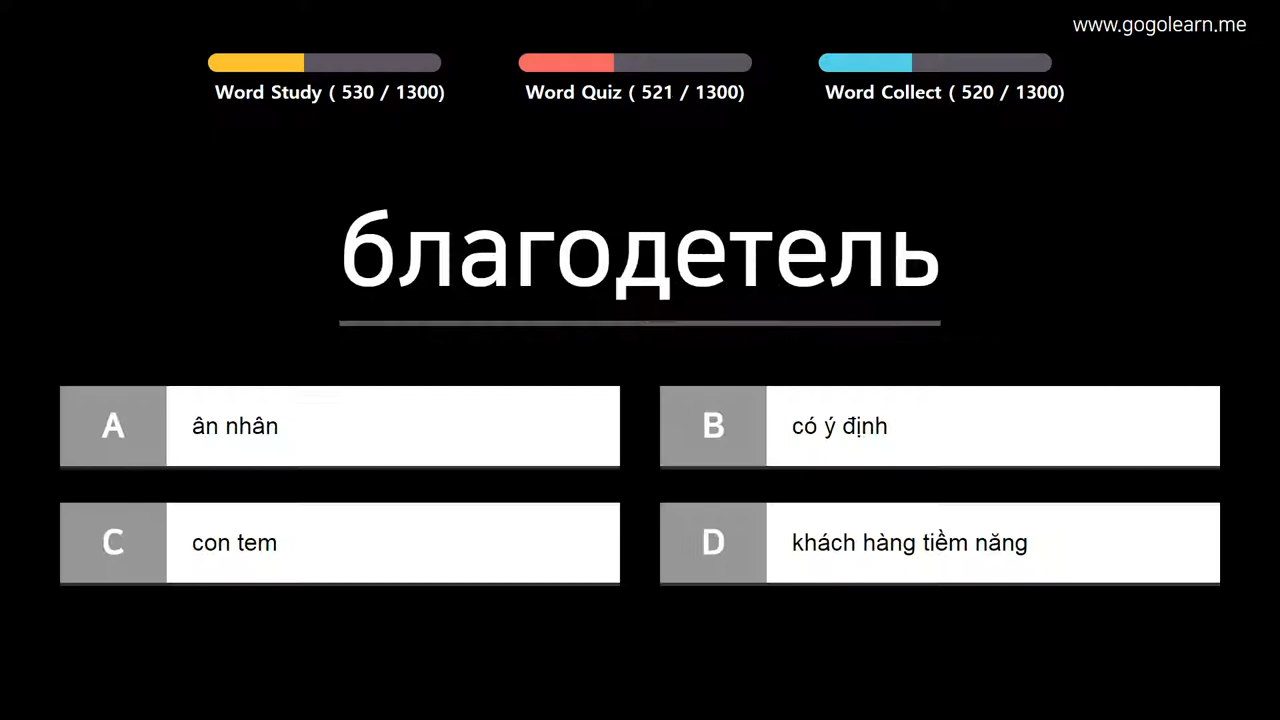 www.gogolearn.me
Word Study ( 530 / 1300)
Word Quiz ( 521 / 1300)
Word Collect ( 520 / 1300)
благодетель
A ân nhân
B có ý định
C con tem
D khách hàng tiềm năng